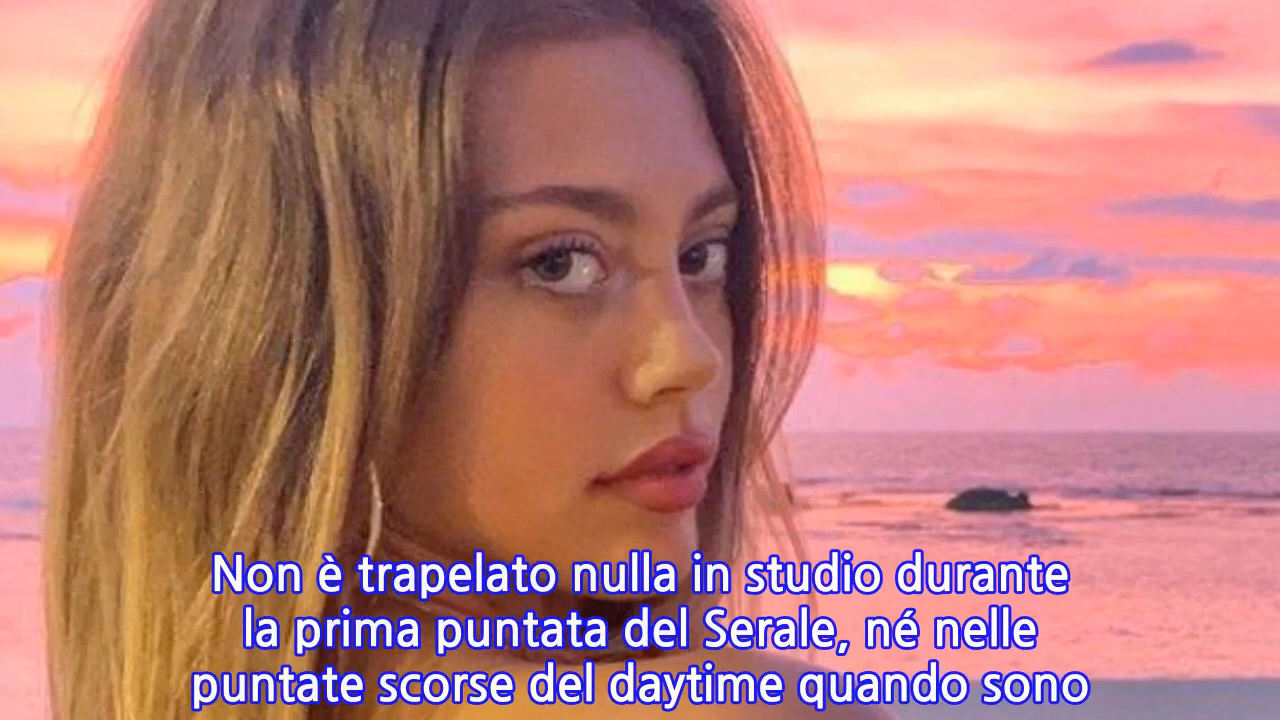 Non è trapelato nulla in studio durante
la prima puntata del Serale, né nelle
puntate scorse del daytime quando sono